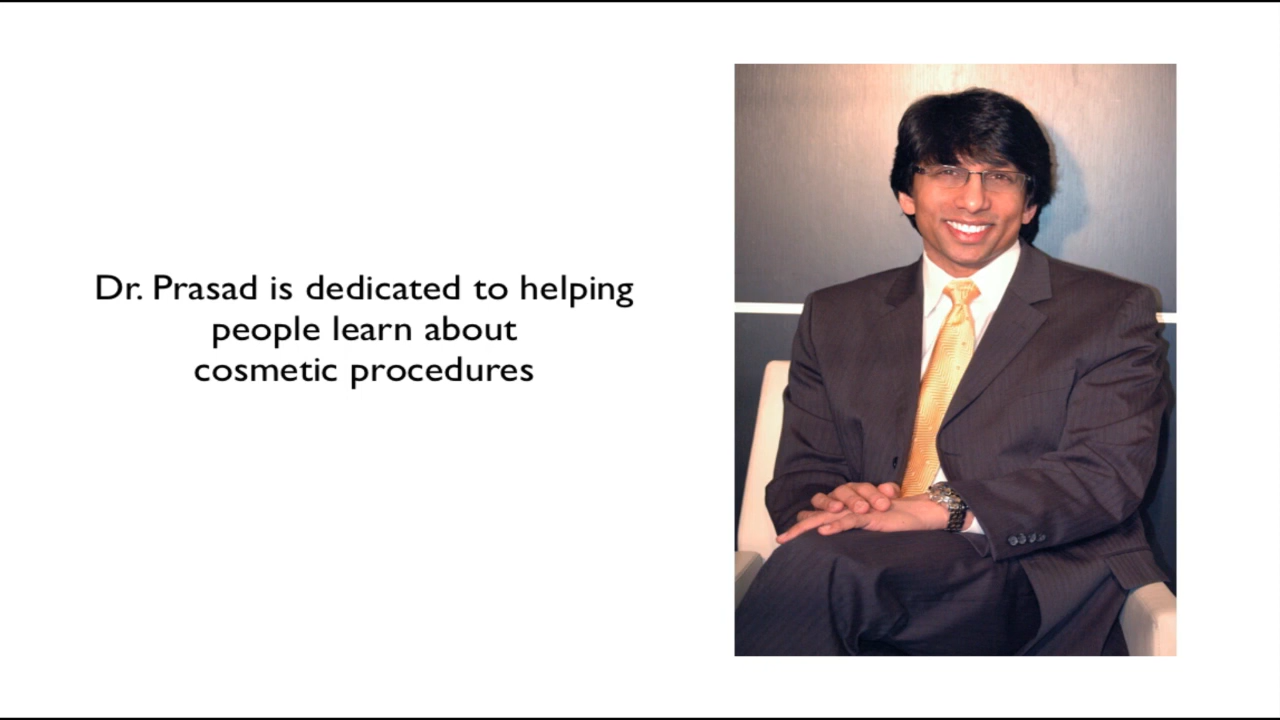 Dr. Prasad is dedicated to helping
people learn about
cosmetic procedures